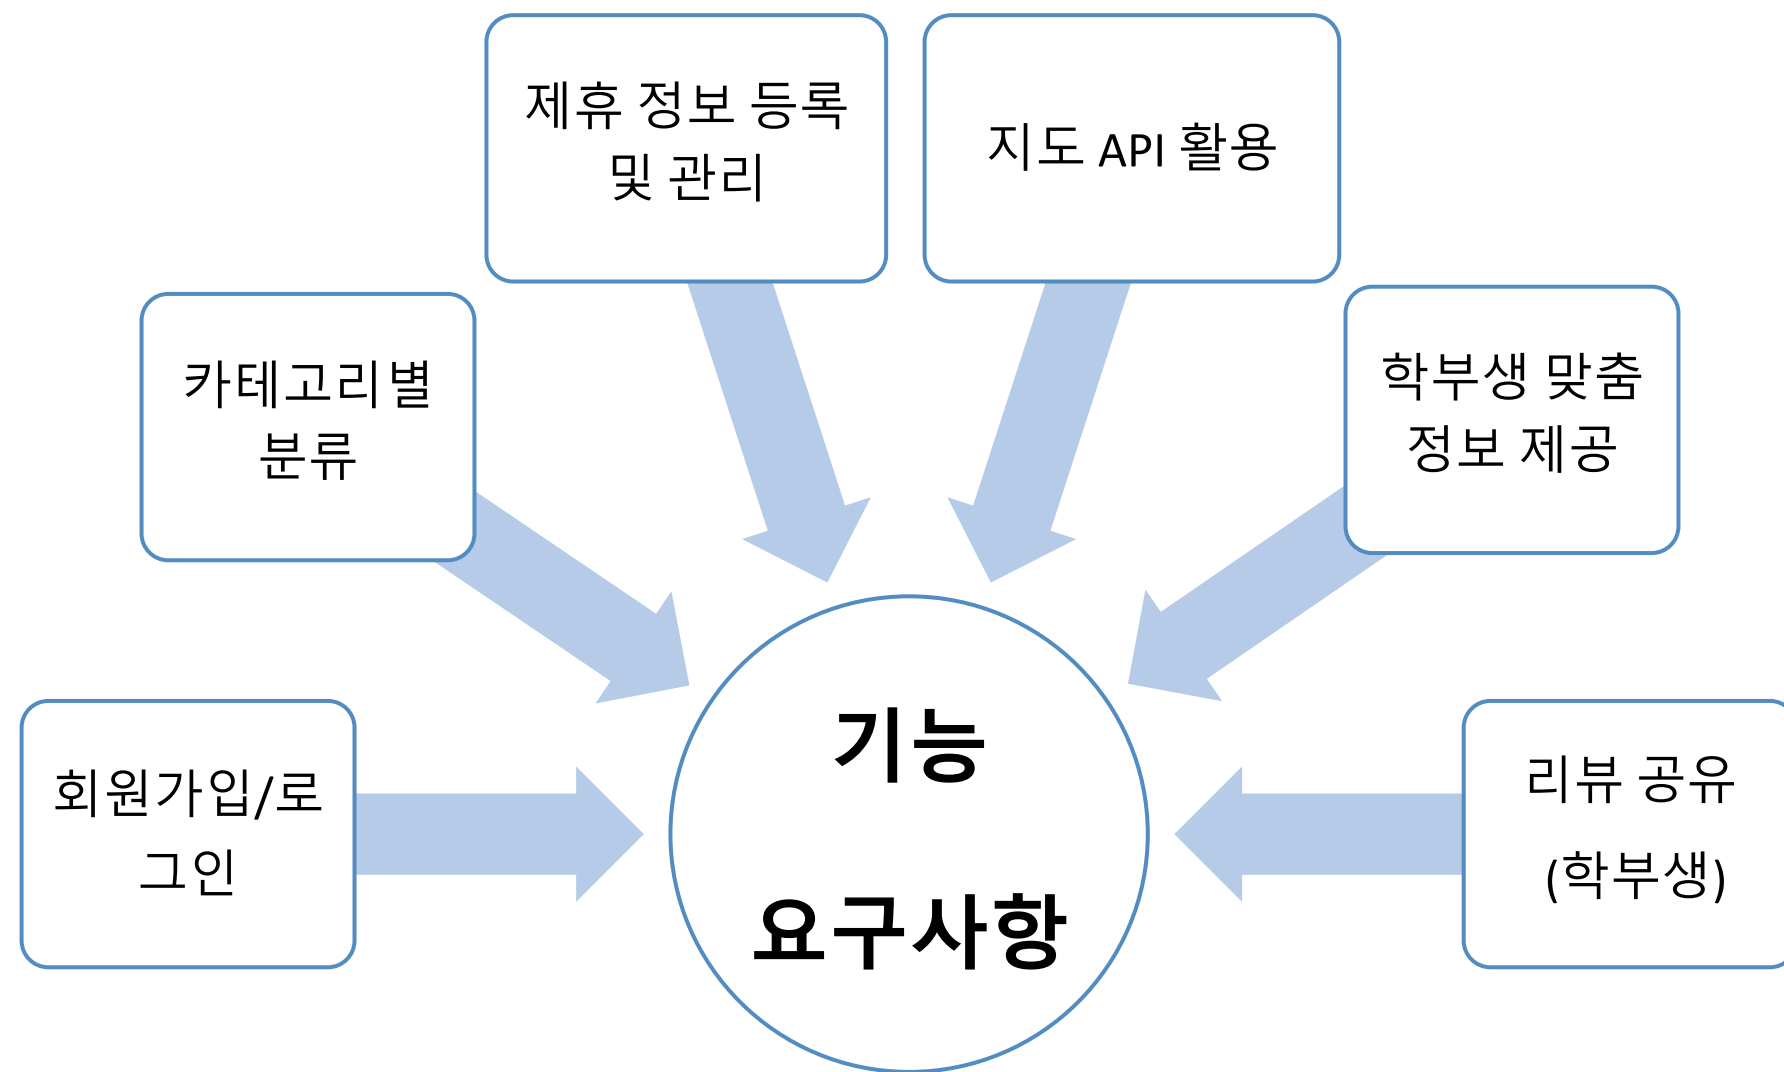 제휴 정보 등록
및 관리
지도 API 활용
카테고리별
분류
학부생 맞춤
정보 제공
회원가입/로
그인
기능
요구사항
리뷰 공유
(학부생)